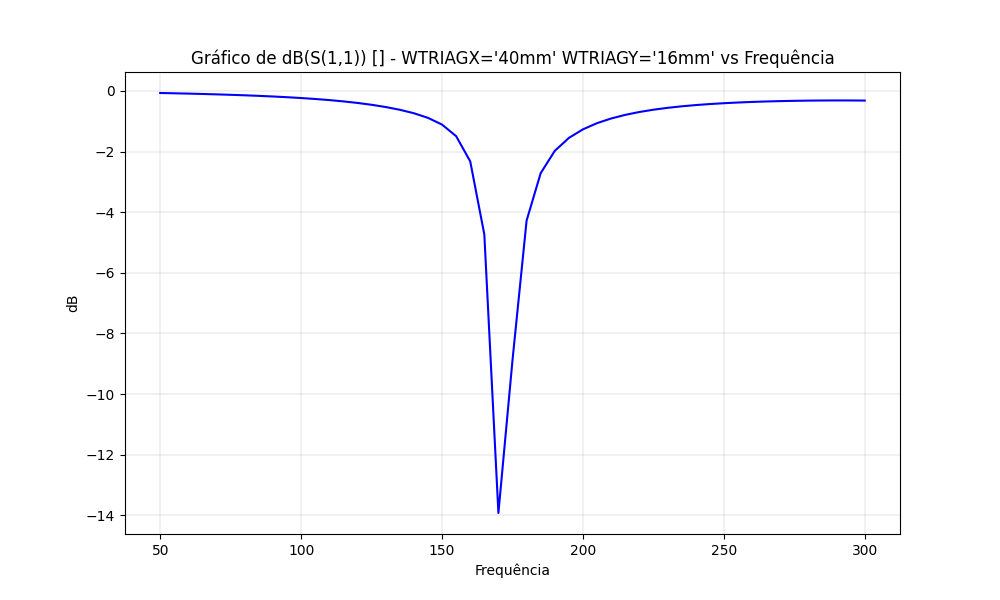 Gráfico de dB(S(1,1)) [] - WTRIAGX='40mm' WTRIAGY='16mm' vs Frequência
0
−2
−4
−6
−8
−10
−12
−14
dB
50 100 150 200 250 300
Frequência